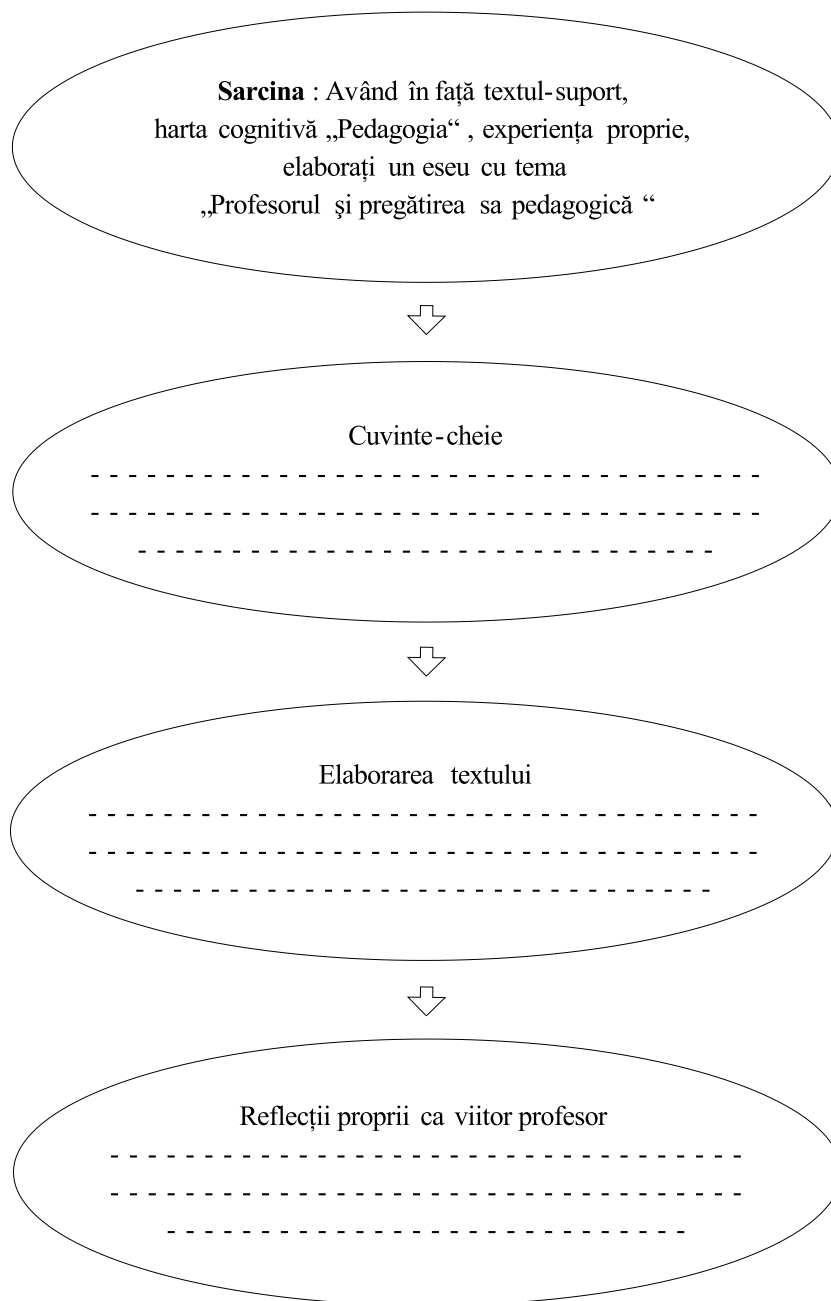 Sarcina : Având în față textul-suport,
harta cognitivă „Pedagogia“ , experiența proprie,
elaborați un eseu cu tema
„Profesorul şi pregătirea sa pedagogică “
Cuvinte-cheie
Elaborarea textului
Reflecții proprii ca viitor profesor